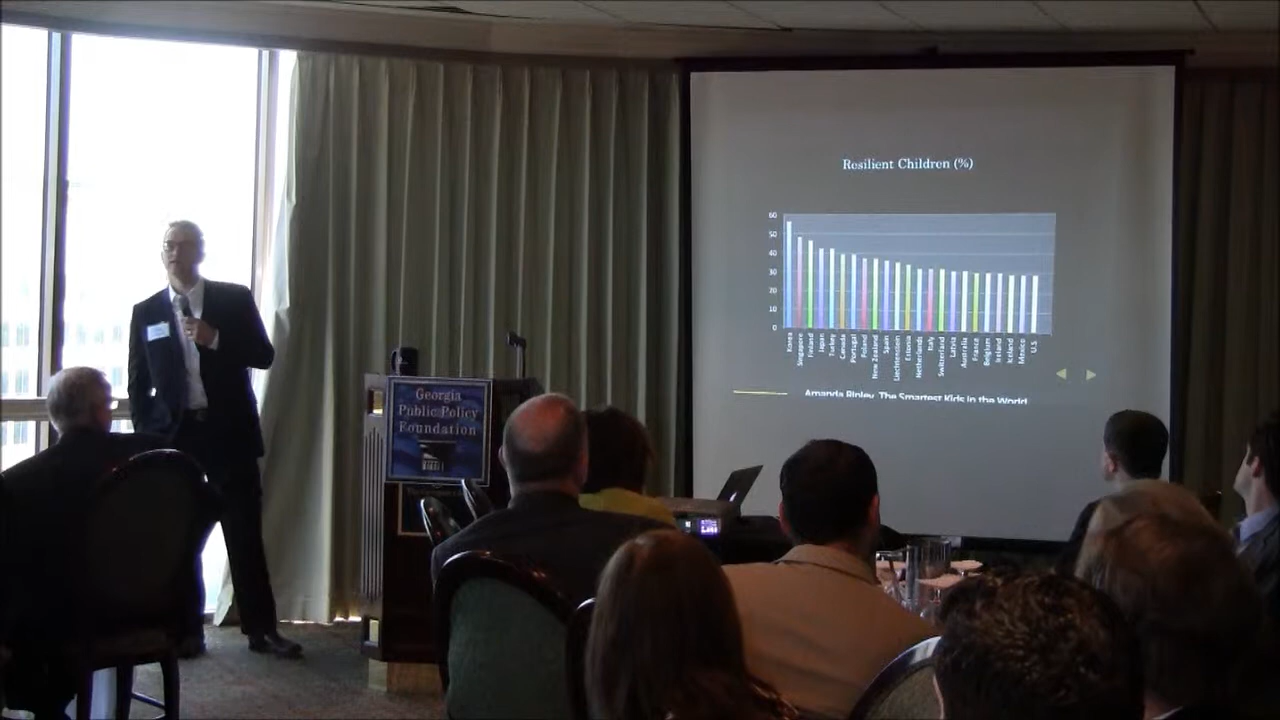 Resilient Children (%)
60
50
40
30
20
10
0
Korea
Singapore
Finland
Japan
Turkey
Canada
Portugal
Poland
New Zealand
Spain
Liechtenstein
Estonia
Netherlands
Italy
Switzerland
Latvia
Australia
France
Belgium
Ireland
Iceland
Mexico
U.S.
Amanda Ripley, The Smartest Kids in the World
Georgia
Public Policy
Foundation